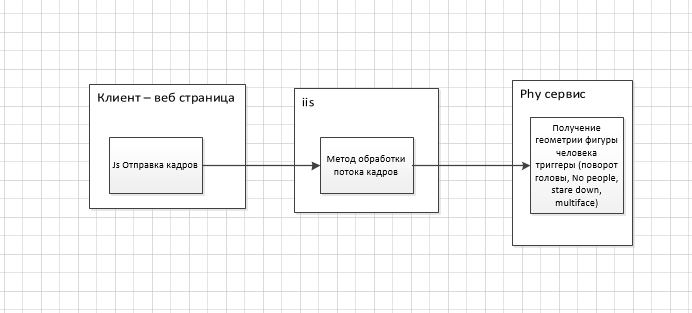 Клиент – веб страница
Js Отправка кадров
iis
Метод обработки
потока кадров
Phy сервис
Получение
геометрии фигуры
человека
триггеры (поворот
головы, No people,
stare down,
multiface)